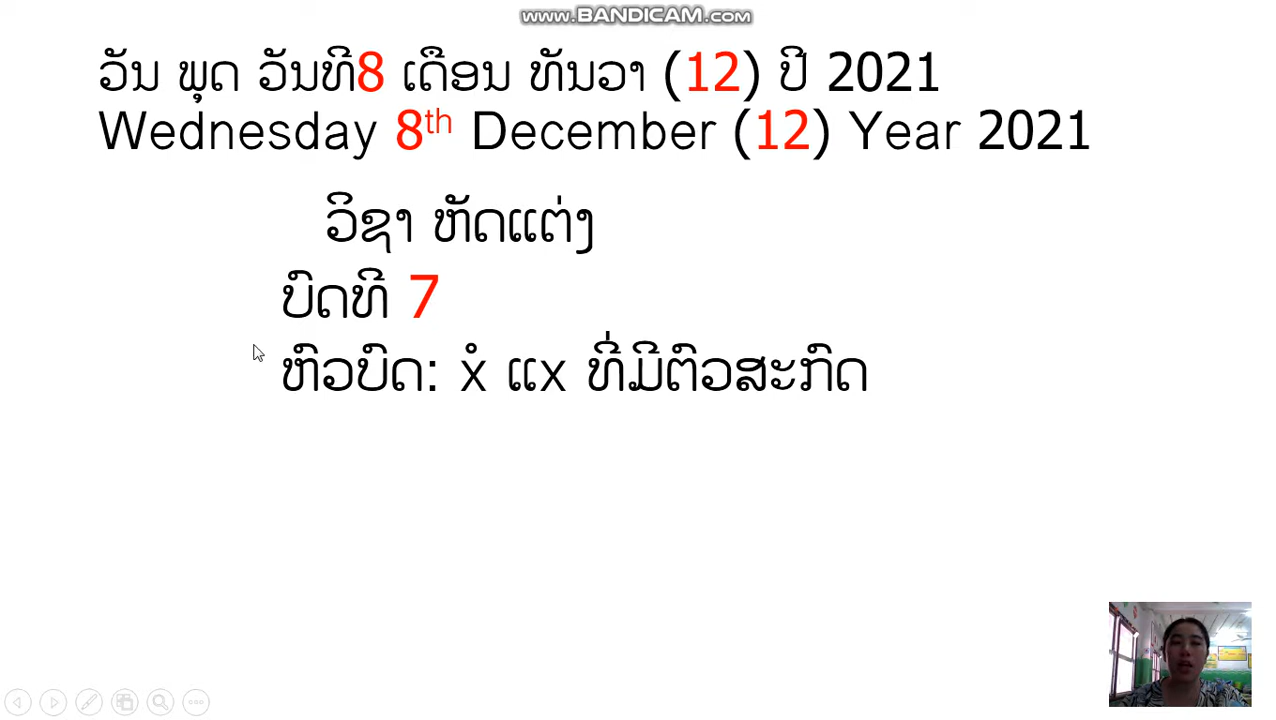 www.BANDICAM.com
ວັນ ພຸດ ວັນທີ8 ເດືອນ ທັນວາ (12) ປີ 2021
Wednesday 8th December (12) Year 2021
ວິຊາ ຫັດແຕ່ງ
ບົດທີ 7
ຫົວບົດ: xໍ ແx ທີ່ມີຕົວສະກົດ